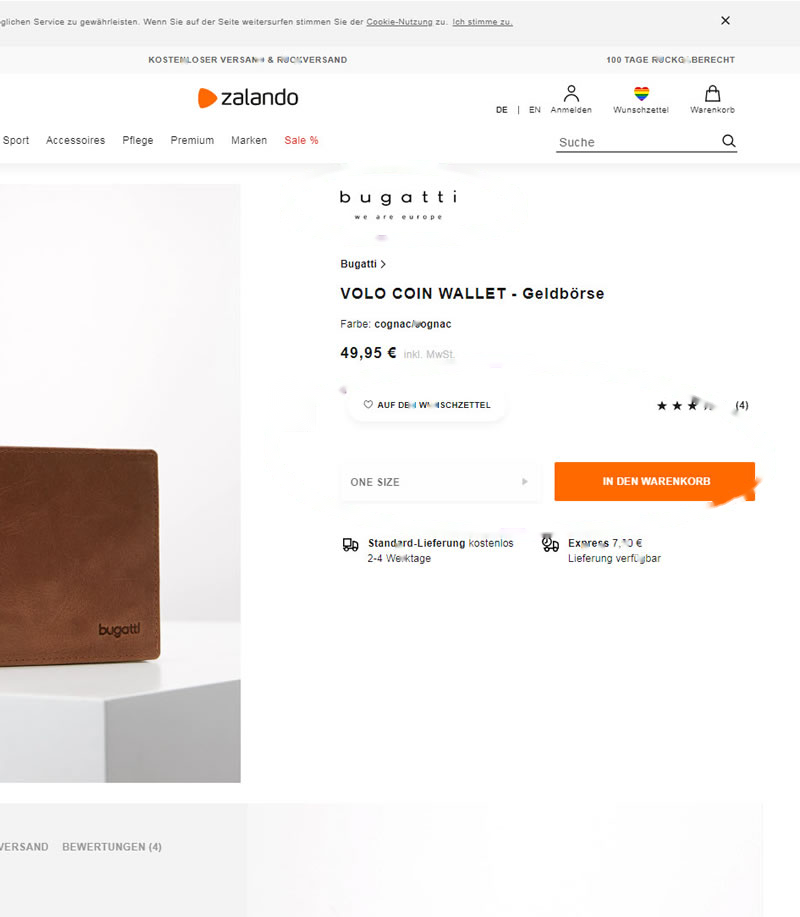 glichen Service zu gewährleisten. Wenn Sie auf der Seite weitersurfen stimmen Sie der Cookie-Nutzung zu. Ich stimme zu.
KOSTENLOSER VERSAND & RÜCKVERSAND
100 TAGE RÜCKGABERECHT
zalando
DE | EN Anmelden Wunschzettel Warenkorb
Sport Accessoires Pflege Premium Marken Sale %
Suche
bugatti
we are europe
Bugatti >
VOLO COIN WALLET - Geldbörse
Farbe: cognac/cognac
49,95 € inkl. MwSt.
AUF DEN WUNSCHZETTEL
(4)
ONE SIZE
IN DEN WARENKORB
Standard-Lieferung kostenlos
2-4 Werktage
Express
€
Lieferung verfügbar
bugatti
VERSAND BEWERTUNGEN (4)